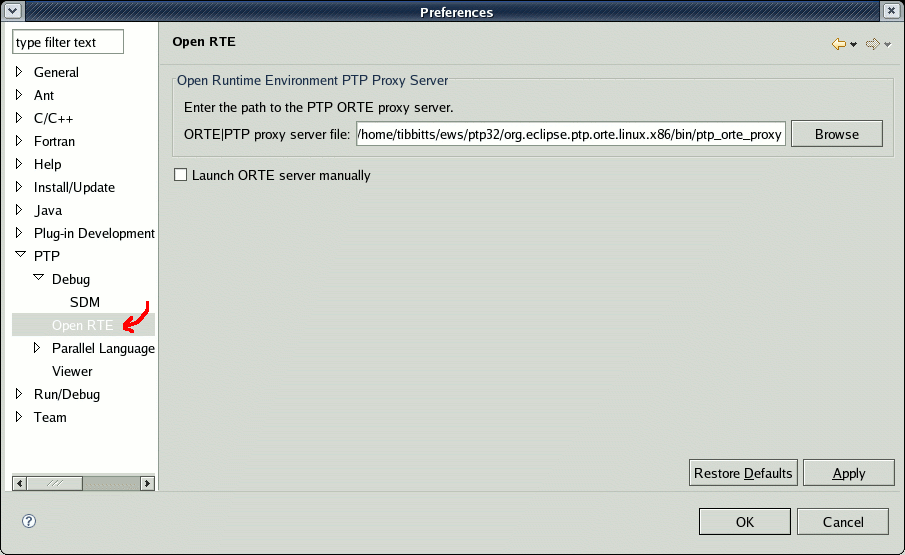 Preferences
type filter text
General
Ant
C/C++
Fortran
Help
Install/Update
Java
Plug-in Development
PTP
Debug
SDM
Open RTE
Parallel Language
Viewer
Run/Debug
Team
Open RTE
Open Runtime Environment PTP Proxy Server
Enter the path to the PTP ORTE proxy server.
ORTE|PTP proxy server file: /home/tibbitts/ews/ptp32/org.eclipse.ptp.orte.linux.x86/bin/ptp_orte_proxy Browse
Launch ORTE server manually
Restore Defaults Apply
? OK Cancel